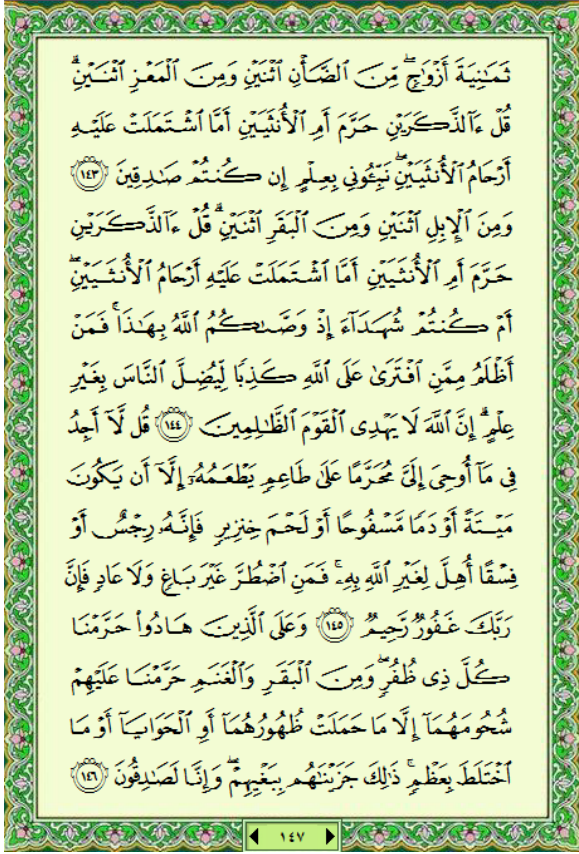 ثَمَٰنِيَةَ أَزْوَٰجٍۖ مِّنَ ٱلضَّأْنِ ٱثْنَيْنِ وَمِنَ ٱلْمَعْزِ ٱثْنَيْنِۗ
قُلْ ءَآلذَّكَرَيْنِ حَرَّمَ أَمِ ٱلْأُنثَيَيْنِ أَمَّا ٱشْتَمَلَتْ عَلَيْهِ
أَرْحَامُ ٱلْأُنثَيَيْنِۖ نَبِّـُٔونِى بِعِلْمٍ إِن كُنتُمْ صَٰدِقِينَ ١٤٣
وَمِنَ ٱلْإِبِلِ ٱثْنَيْنِ وَمِنَ ٱلْبَقَرِ ٱثْنَيْنِۗ قُلْ ءَآلذَّكَرَيْنِ
حَرَّمَ أَمِ ٱلْأُنثَيَيْنِ أَمَّا ٱشْتَمَلَتْ عَلَيْهِ أَرْحَامُ ٱلْأُنثَيَيْنِۖ
أَمْ كُنتُمْ شُهَدَآءَ إِذْ وَصَّىٰكُمُ ٱللَّهُ بِهَٰذَاۚ فَمَنْ
أَظْلَمُ مِمَّنِ ٱفْتَرَىٰ عَلَى ٱللَّهِ كَذِبًا لِّيُضِلَّ ٱلنَّاسَ بِغَيْرِ
عِلْمٍۗ إِنَّ ٱللَّهَ لَا يَهْدِى ٱلْقَوْمَ ٱلظَّٰلِمِينَ ١٤٤ قُل لَّآ أَجِدُ
فِى مَآ أُوحِىَ إِلَىَّ مُحَرَّمًا عَلَىٰ طَاعِمٍ يَطْعَمُهُۥٓ إِلَّآ أَن يَكُونَ
مَيْتَةً أَوْ دَمًا مَّسْفُوحًا أَوْ لَحْمَ خِنزِيرٍ فَإِنَّهُۥ رِجْسٌ أَوْ
فِسْقًا أُهِلَّ لِغَيْرِ ٱللَّهِ بِهِۦۚ فَمَنِ ٱضْطُرَّ غَيْرَ بَاغٍ وَلَا عَادٍ فَإِنَّ
رَبَّكَ غَفُورٌ رَّحِيمٌ ١٤٥ وَعَلَى ٱلَّذِينَ هَادُوا۟ حَرَّمْنَا
كُلَّ ذِى ظُفُرٍۖ وَمِنَ ٱلْبَقَرِ وَٱلْغَنَمِ حَرَّمْنَا عَلَيْهِمْ
شُحُومَهُمَآ إِلَّا مَا حَمَلَتْ ظُهُورُهُمَآ أَوِ ٱلْحَوَايَآ أَوْ مَا
ٱخْتَلَطَ بِعَظْمٍۚ ذَٰلِكَ جَزَيْنَٰهُم بِبَغْيِهِمْۖ وَإِنَّا لَصَٰدِقُونَ ١٤٦
١٤٧